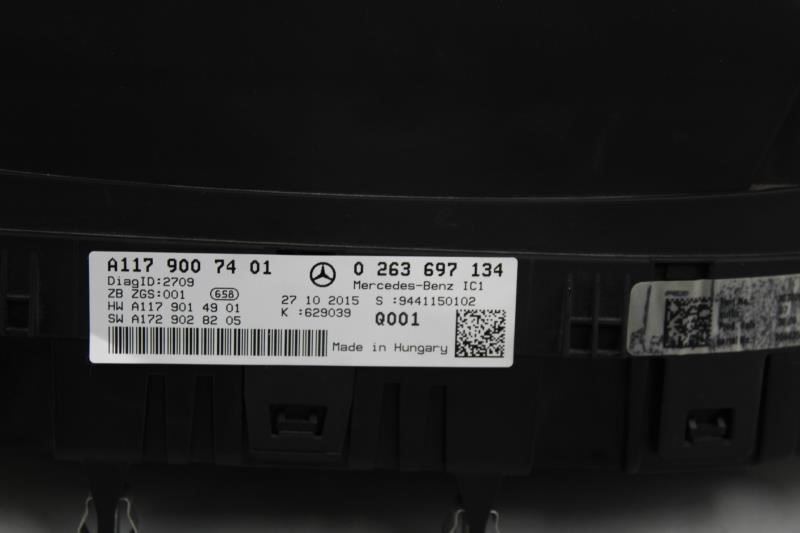 A117 900 74 01 0 263 697 134
DiagID:2709 Mercedes-Benz IC1
ZB ZGS:001 658 27 10 2015 S :9441150102
HW A117 901 49 01 K :629039 Q001
SW A172 902 82 05
Made in Hungary